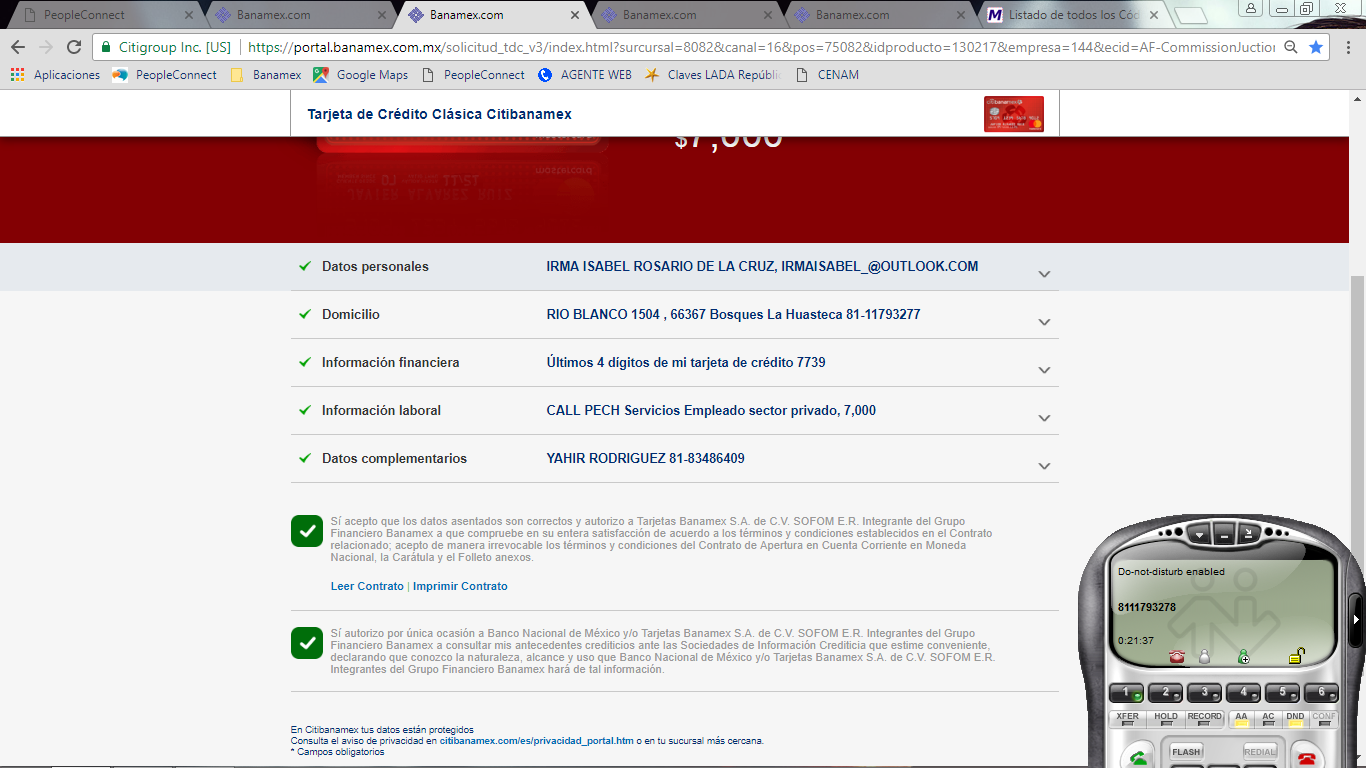 PeopleConnect
Banamex.com
Banamex.com
Banamex.com
Banamex.com
Listado de todos los Cód
Citigroup Inc. [US]
https://portal.banamex.com.mx/solicitud_tdc_v3/index.html?surcursal=8082&canal=16&pos=75082&idproducto=130217&empresa=144&ecid=AF-CommissionJuction
Aplicaciones
PeopleConnect
Banamex
Google Maps
PeopleConnect
AGENTE WEB
Claves LADA Repúbli
CENAM
Tarjeta de Crédito Clásica Citibanamex
$7,000
Datos personales
IRMA ISABEL ROSARIO DE LA CRUZ, IRMAISABEL_@OUTLOOK.COM
Domicilio
RIO BLANCO 1504 , 66367 Bosques La Huasteca 81-11793277
Información financiera
Últimos 4 dígitos de mi tarjeta de crédito 7739
Información laboral
CALL PECH Servicios Empleado sector privado, 7,000
Datos complementarios
YAHIR RODRIGUEZ 81-83486409
Sí acepto que los datos asentados son correctos y autorizo a Tarjetas Banamex S.A. de C.V. SOFOM E.R. Integrante del Grupo
Financiero Banamex a que compruebe en su entera satisfacción de acuerdo a los términos y condiciones establecidos en el Contrato
relacionado; acepto de manera irrevocable los términos y condiciones del Contrato de Apertura en Cuenta Corriente en Moneda
Nacional, la Carátula y el Folleto anexos.
Leer Contrato | Imprimir Contrato
Sí autorizo por única ocasión a Banco Nacional de México y/o Tarjetas Banamex S.A. de C.V. SOFOM E.R. Integrantes del Grupo
Financiero Banamex a consultar mis antecedentes crediticios ante las Sociedades de Información Crediticia que estime conveniente,
declarando que conozco la naturaleza, alcance y uso que Banco Nacional de México y/o Tarjetas Banamex S.A. de C.V. SOFOM E.R.
Integrantes del Grupo Financiero Banamex hará de tal información.
En Citibanamex tus datos están protegidos
Consulta el aviso de privacidad en citibanamex.com/es/privacidad_portal.htm o en tu sucursal más cercana.
* Campos obligatorios
Do-not-disturb enabled
8111793278
0:21:37
1 2 3 4 5 6
XFER HOLD RECORD AA AC DND CONF
FLASH REDIAL